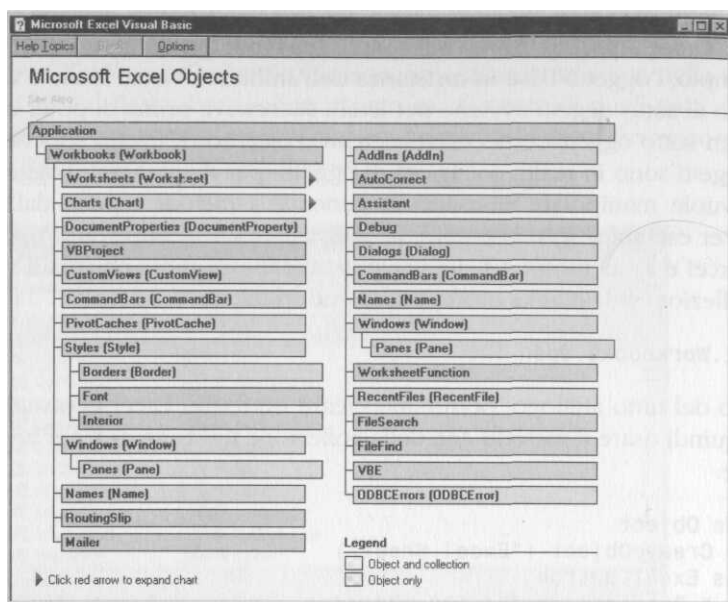 Microsoft Excel Visual Basic
Help Topics
Options
Microsoft Excel Objects
See Also
Application
Workbooks (Workbook)
Worksheets (Worksheet)
Charts (Chart)
DocumentProperties (DocumentProperty)
VBProject
CustomViews (CustomView)
CommandBars (CommandBar)
PivotCaches (PivotCache)
Styles (Style)
Borders (Border)
Font
Interior
Windows (Window)
Panes (Pane)
Names (Name)
RoutingSlip
Mailer
AddIns (AddIn)
AutoCorrect
Assistant
Debug
Dialogs (Dialog)
CommandBars (CommandBar)
Names (Name)
Windows (Window)
Panes (Pane)
WorksheetFunction
RecentFiles (RecentFile)
FileSearch
FileFind
VBE
ODBCErrors (ODBCError)
Click red arrow to expand chart
Legend
Object and collection
Object only